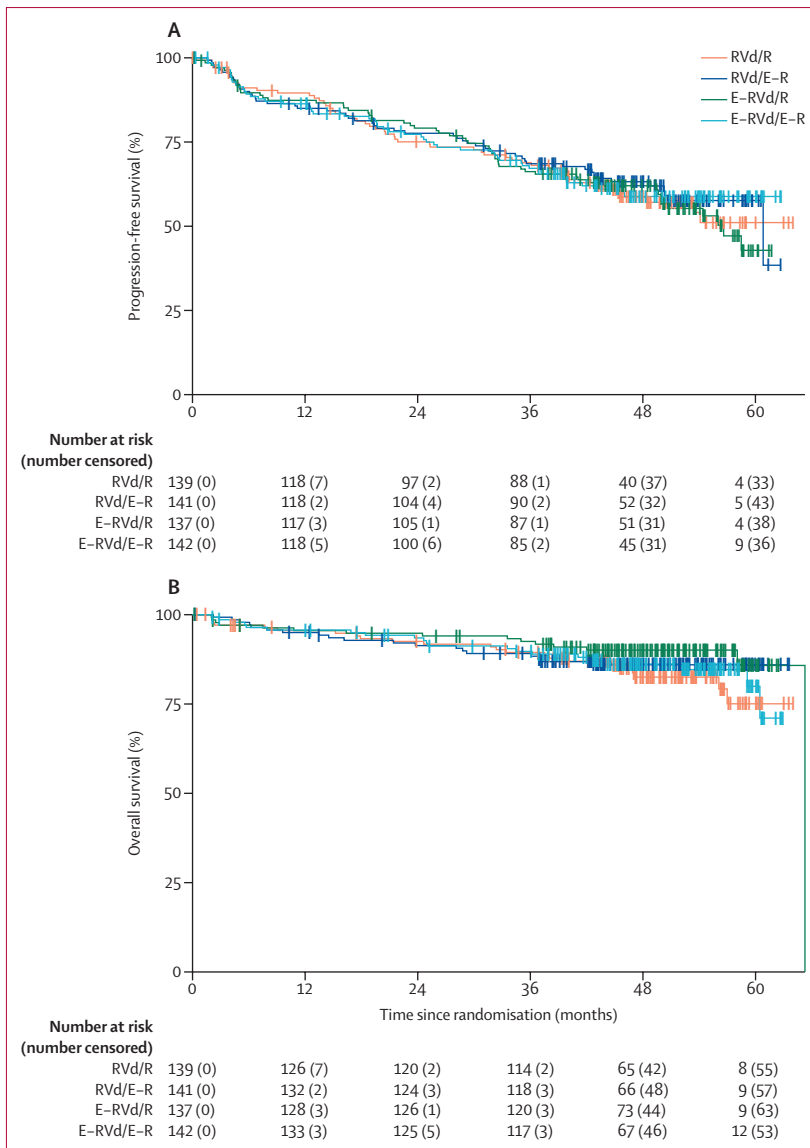 A
100
75
50
25
0
Progression-free survival (%)
RVd/R
RVd/E–R
E–RVd/R
E–RVd/E–R
0 12 24 36 48 60
Number at risk
(number censored)
RVd/R 139 (0) 118 (7) 97 (2) 88 (1) 40 (37) 4 (33)
RVd/E–R 141 (0) 118 (2) 104 (4) 90 (2) 52 (32) 5 (43)
E–RVd/R 137 (0) 117 (3) 105 (1) 87 (1) 51 (31) 4 (38)
E–RVd/E–R 142 (0) 118 (5) 100 (6) 85 (2) 45 (31) 9 (36)
B
100
75
50
25
0
Overall survival (%)
0 12 24 36 48 60
Time since randomisation (months)
Number at risk
(number censored)
RVd/R 139 (0) 126 (7) 120 (2) 114 (2) 65 (42) 8 (55)
RVd/E–R 141 (0) 132 (2) 124 (3) 118 (3) 66 (48) 9 (57)
E–RVd/R 137 (0) 128 (3) 126 (1) 120 (3) 73 (44) 9 (63)
E–RVd/E–R 142 (0) 133 (3) 125 (5) 117 (3) 67 (46) 12 (53)